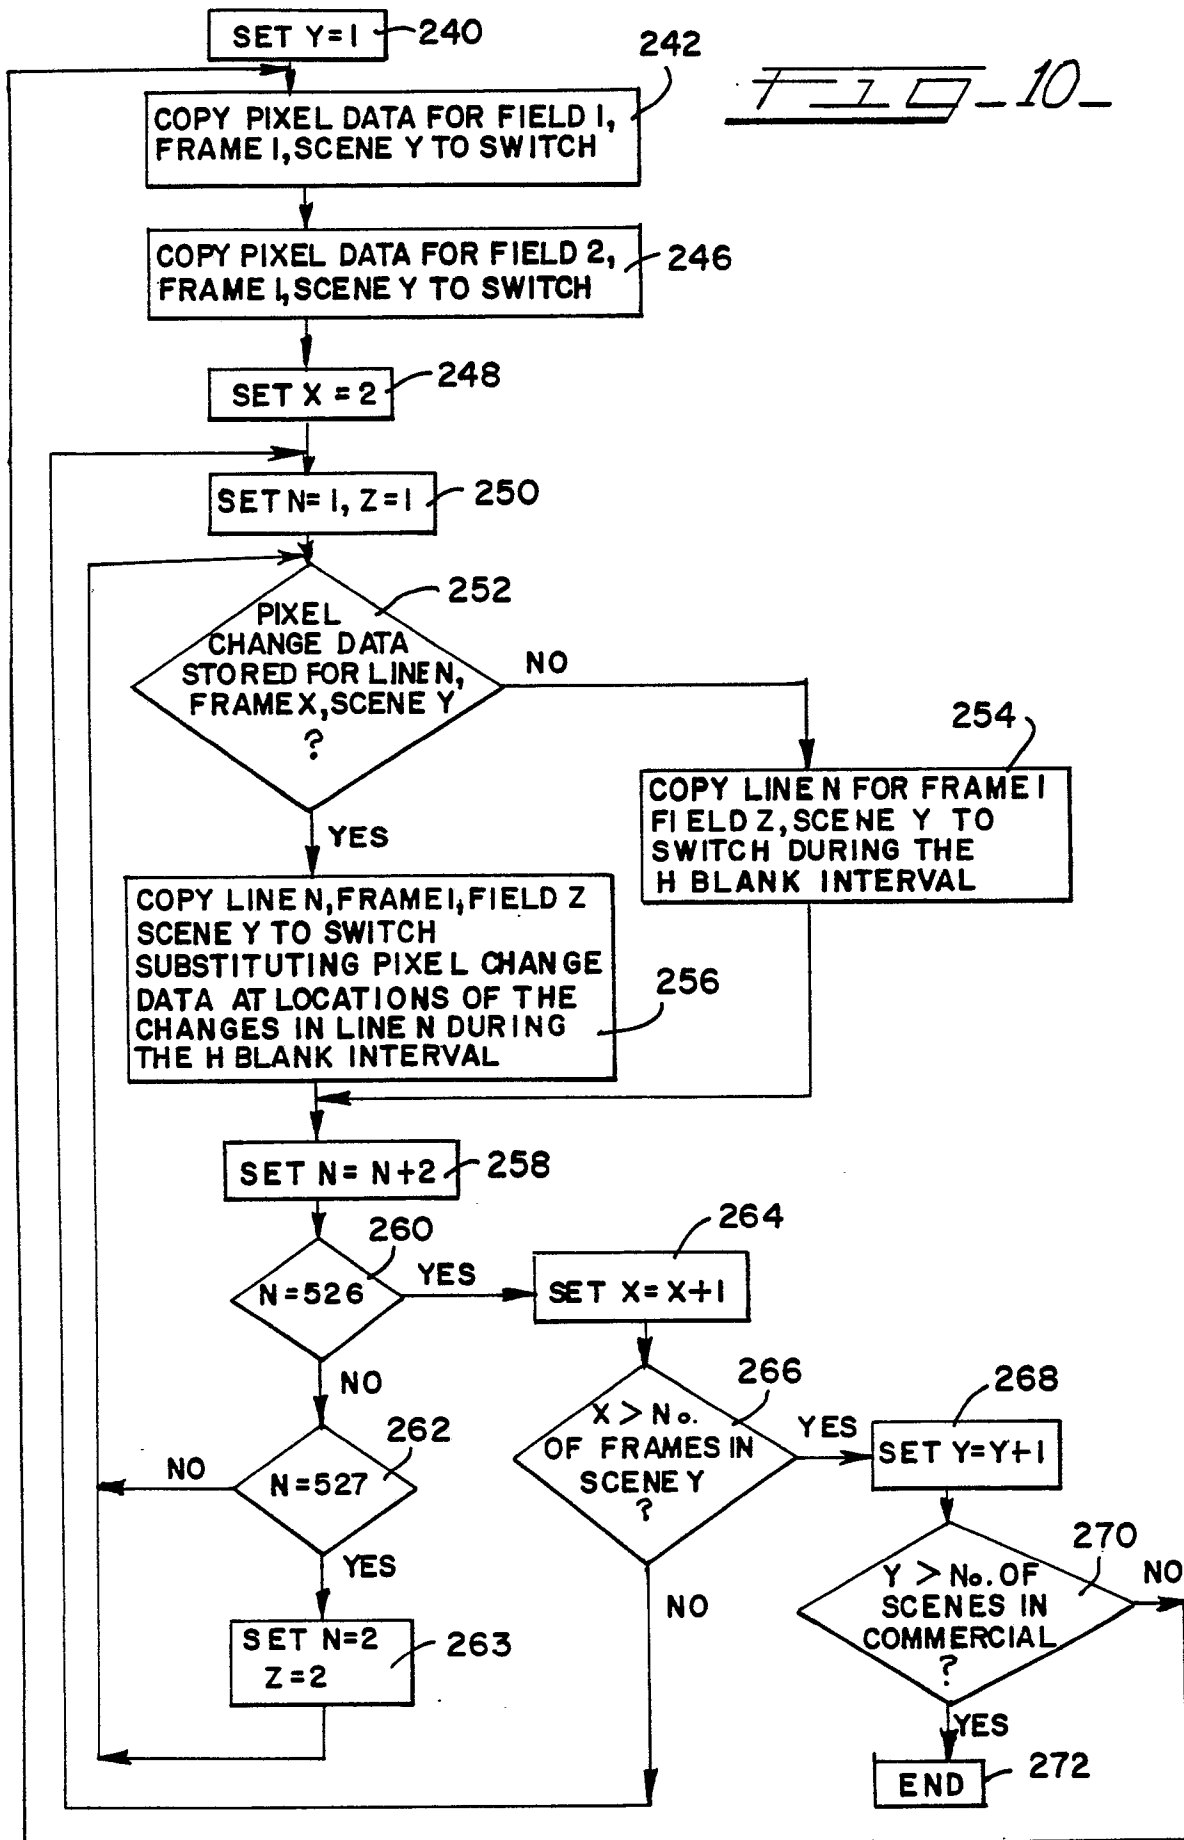 SET Y=1
240
242
Fig_10_
COPY PIXEL DATA FOR FIELD 1,
FRAME 1, SCENE Y TO SWITCH
COPY PIXEL DATA FOR FIELD 2,
FRAME 1, SCENE Y TO SWITCH
246
SET X = 2
248
SET N=1, Z=1
250
252
PIXEL
CHANGE DATA
STORED FOR LINE N,
FRAME X, SCENE Y
?
NO
YES
254
COPY LINE N FOR FRAME 1
FIELD Z, SCENE Y TO
SWITCH DURING THE
H BLANK INTERVAL
COPY LINE N, FRAME 1, FIELD Z
SCENE Y TO SWITCH
SUBSTITUTING PIXEL CHANGE
DATA AT LOCATIONS OF THE
CHANGES IN LINE N DURING
THE H BLANK INTERVAL
256
SET N= N+2
258
260
N=526
YES
NO
264
SET X=X+1
262
N=527
NO
YES
266
X > No.
OF FRAMES IN
SCENE Y
?
YES
NO
268
SET Y=Y+1
SET N=2
Z=2
263
270
Y > No. OF
SCENES IN
COMMERCIAL
?
NO
YES
END
272